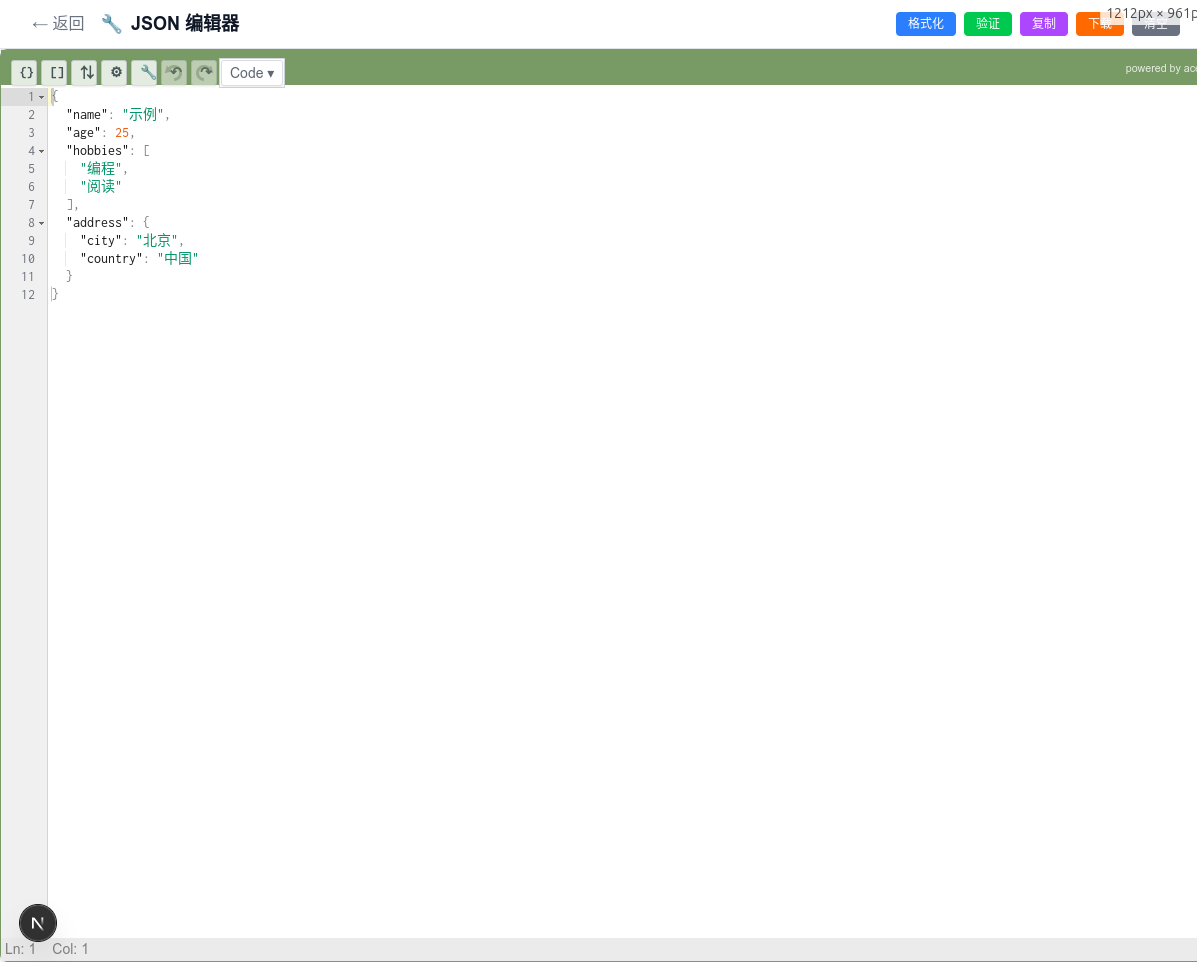 ← 返回 🔧 JSON 编辑器 格式化 验证 复制 下载 清空
1212px × 961p
{} [] Code ▾ powered by ace
1 {
2 "name": "示例",
3 "age": 25,
4 "hobbies": [
5 "编程",
6 "阅读"
7 ],
8 "address": {
9 "city": "北京",
10 "country": "中国"
11 }
12 }
N
Ln: 1 Col: 1